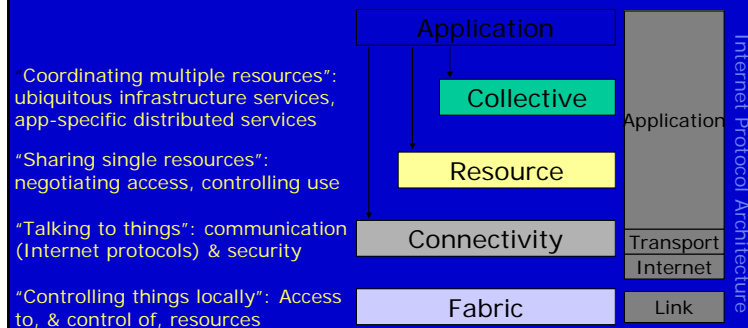 Application
"Coordinating multiple resources":
ubiquitous infrastructure services,
app-specific distributed services
Collective
"Sharing single resources":
negotiating access, controlling use
Resource
"Talking to things": communication
(Internet protocols) & security
Connectivity
"Controlling things locally": Access
to, & control of, resources
Fabric
Application
Transport
Internet
Link
Internet Protocol Architecture